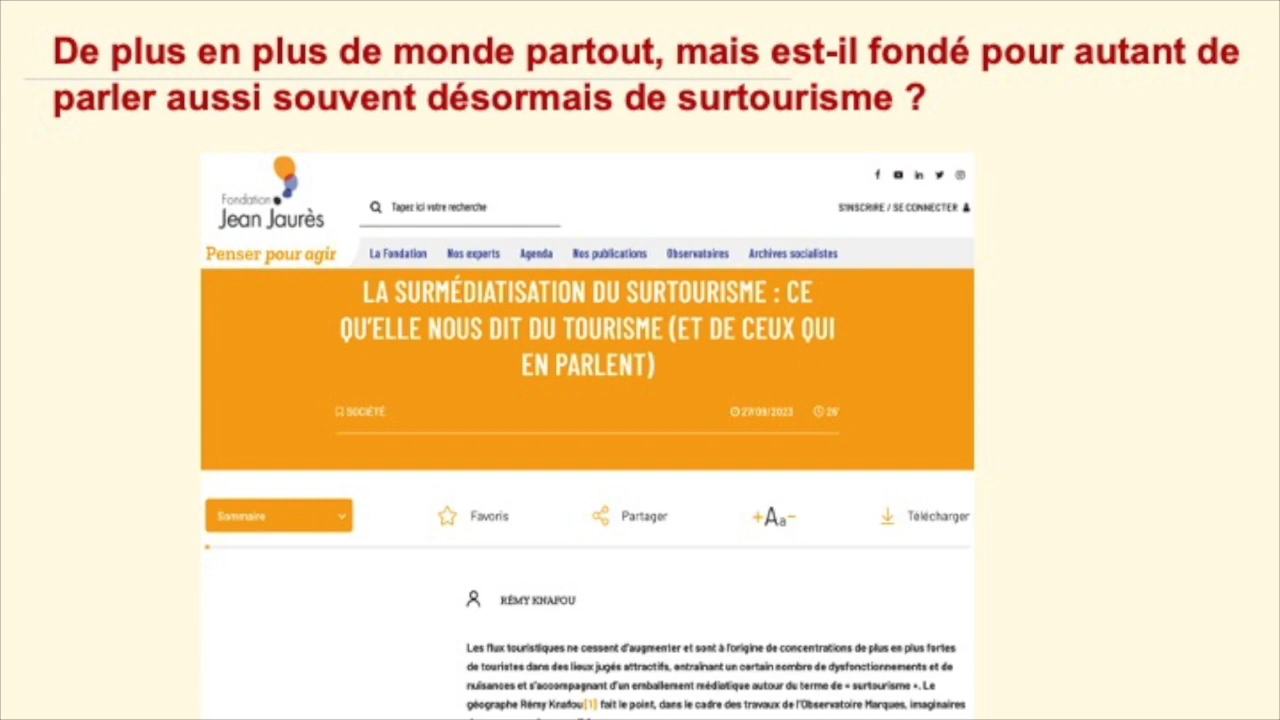 De plus en plus de monde partout, mais est-il fondé pour autant de
parler aussi souvent désormais de surtourisme ?
Fondation
Jean Jaurès
Penser pour agir
Tapez ici votre recherche
S'INSCRIRE / SE CONNECTER
La Fondation Nos experts Agenda Nos publications Observatoires Archives socialistes
LA SURMÉDIATISATION DU SURTOURISME : CE
QU'ELLE NOUS DIT DU TOURISME (ET DE CEUX QUI
EN PARLENT)
SOCIÉTÉ 27/09/2023 26'
Sommaire Favoris Partager +Aa- Télécharger
RÉMY KNAFOU
Les flux touristiques ne cessent d'augmenter et sont à l'origine de concentrations de plus en plus fortes
de touristes dans des lieux jugés attractifs, entraînant un certain nombre de dysfonctionnements et de
nuisances et s'accompagnant d'un emballement médiatique autour du terme de « surtourisme ». Le
géographe Rémy Knafou[1] fait le point, dans le cadre des travaux de l'Observatoire Marques, imaginaires